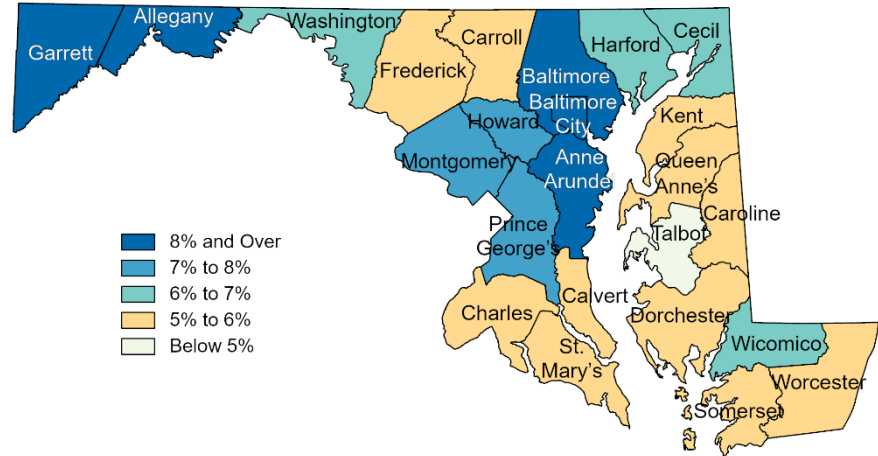 Garrett
Allegany
Washington
Frederick
Carroll
Baltimore
Baltimore
City
Harford
Cecil
Howard
Montgomery
Anne
Arunde
Prince
George's
Kent
Queen
Anne's
Caroline
Talbot
Charles
Calvert
St.
Mary's
Dorchester
Wicomico
Worcester
Somerset
8% and Over
7% to 8%
6% to 7%
5% to 6%
Below 5%